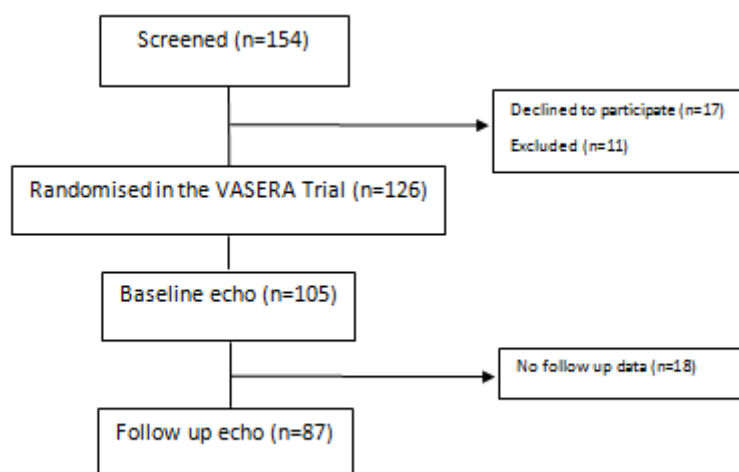 Screened (n=154)
Declined to participate (n=17)
Excluded (n=11)
Randomised in the VASERA Trial (n=126)
Baseline echo (n=105)
No follow up data (n=18)
Follow up echo (n=87)